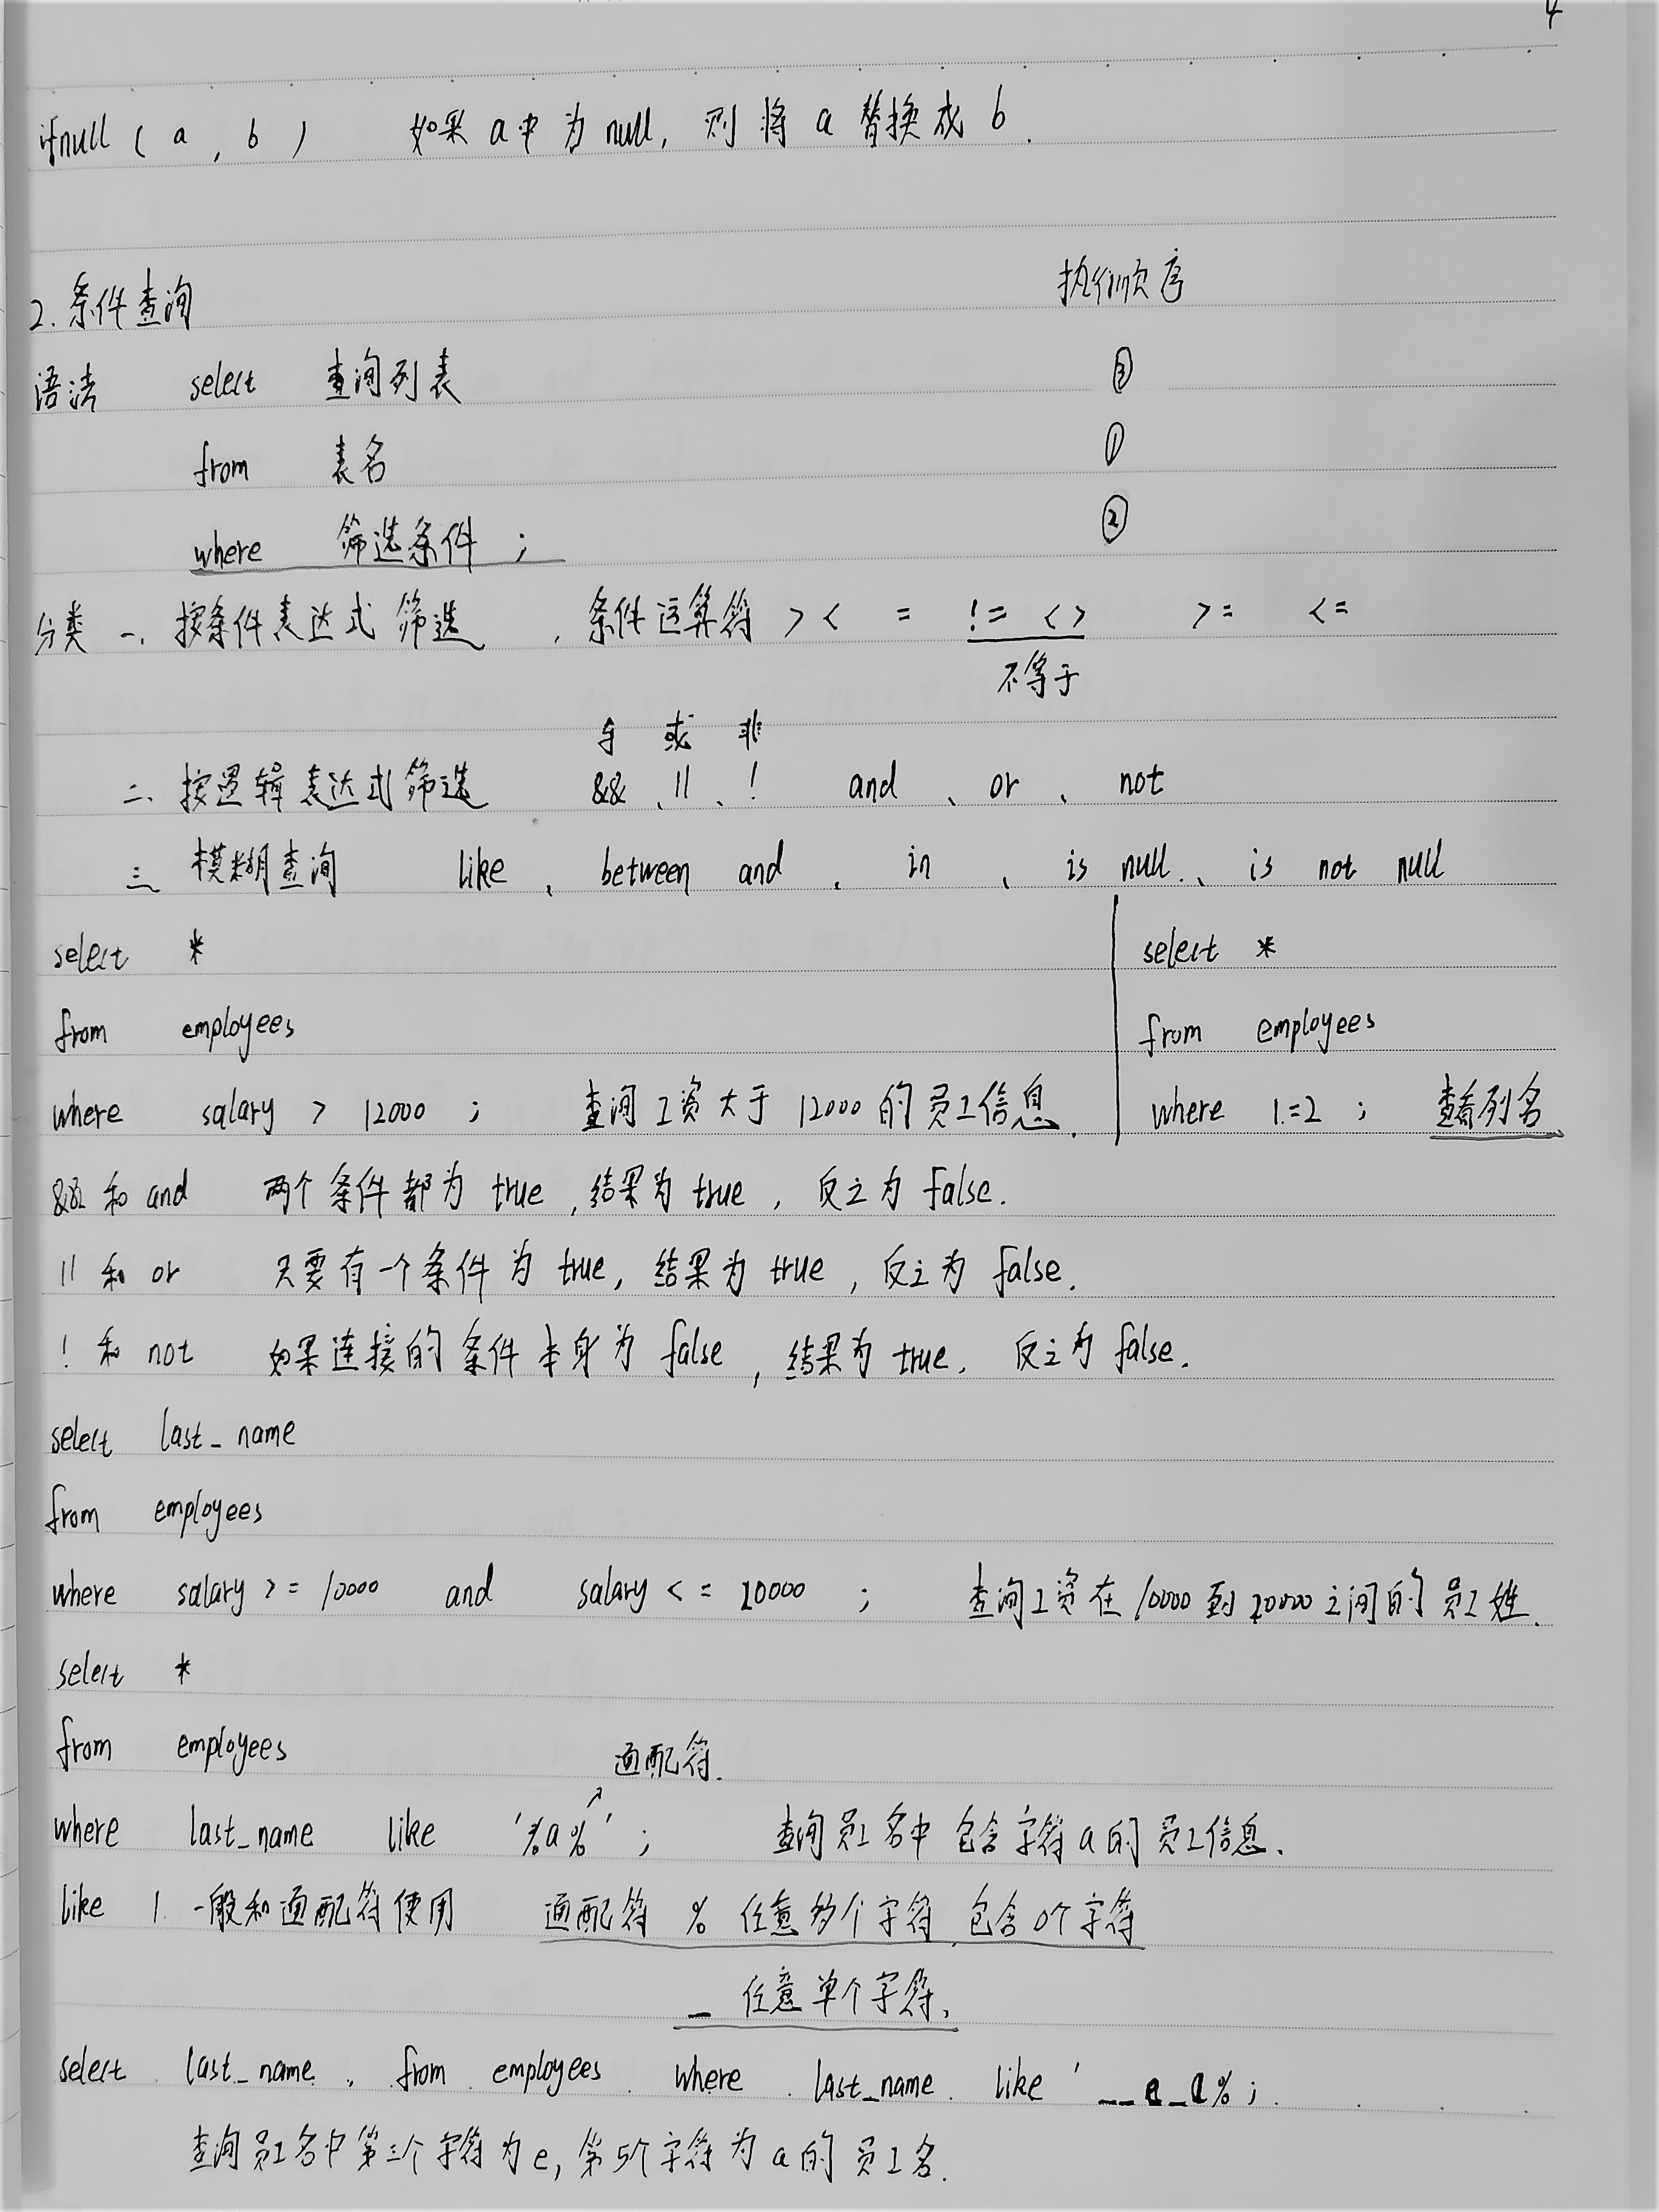 4
ifnull ( a , b ) 如果 a中 为 null, 则 将 a 替换成 b.
2. 条件查询 执行顺序
语法 select 查询列表 ③
from 表名 ①
where 筛选条件 ; ②
分类 一、按条件表达式筛选 , 条件运算符 > < = != <> >= <=
不等于
与 或 非
二、按逻辑表达式筛选 && 、 || 、 ! and 、 or 、 not
三 模糊查询 like 、 between and 、 in 、 is null 、 is not null
select *
from employees
where salary > 12000 ; 查询工资大于 12000 的员工信息.
select *
from employees
where 1=2 ; 查看列名
&& 和 and 两个条件都为 true , 结果为 true , 反之为 false.
|| 和 or 只要有一个条件为 true, 结果为 true , 反之为 false.
! 和 not 如果连接的条件本身为 false , 结果为 true, 反之为 false.
select last_name
from employees
where salary >= 10000 and salary <= 20000 ; 查询工资在 10000 到 20000 之间的员工姓.
select *
from employees
通配符.
where last_name like '%a%' ; 查询员工名中包含字符a的员工信息.
like 1. 一般和通配符使用 通配符 % 任意多个字符, 包含0个字符
_ 任意单个字符、
select last_name , from employees where last_name like '__e_a%;
查询员工名中第三个字符为e, 第5个字符为a的员工名.